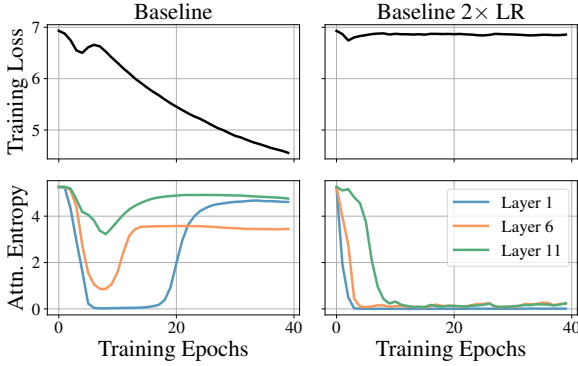 Baseline
Baseline 2× LR
Training Loss
7
6
5
Attn. Entropy
4
2
0
Layer 1
Layer 6
Layer 11
0
20
40
0
20
40
Training Epochs
Training Epochs